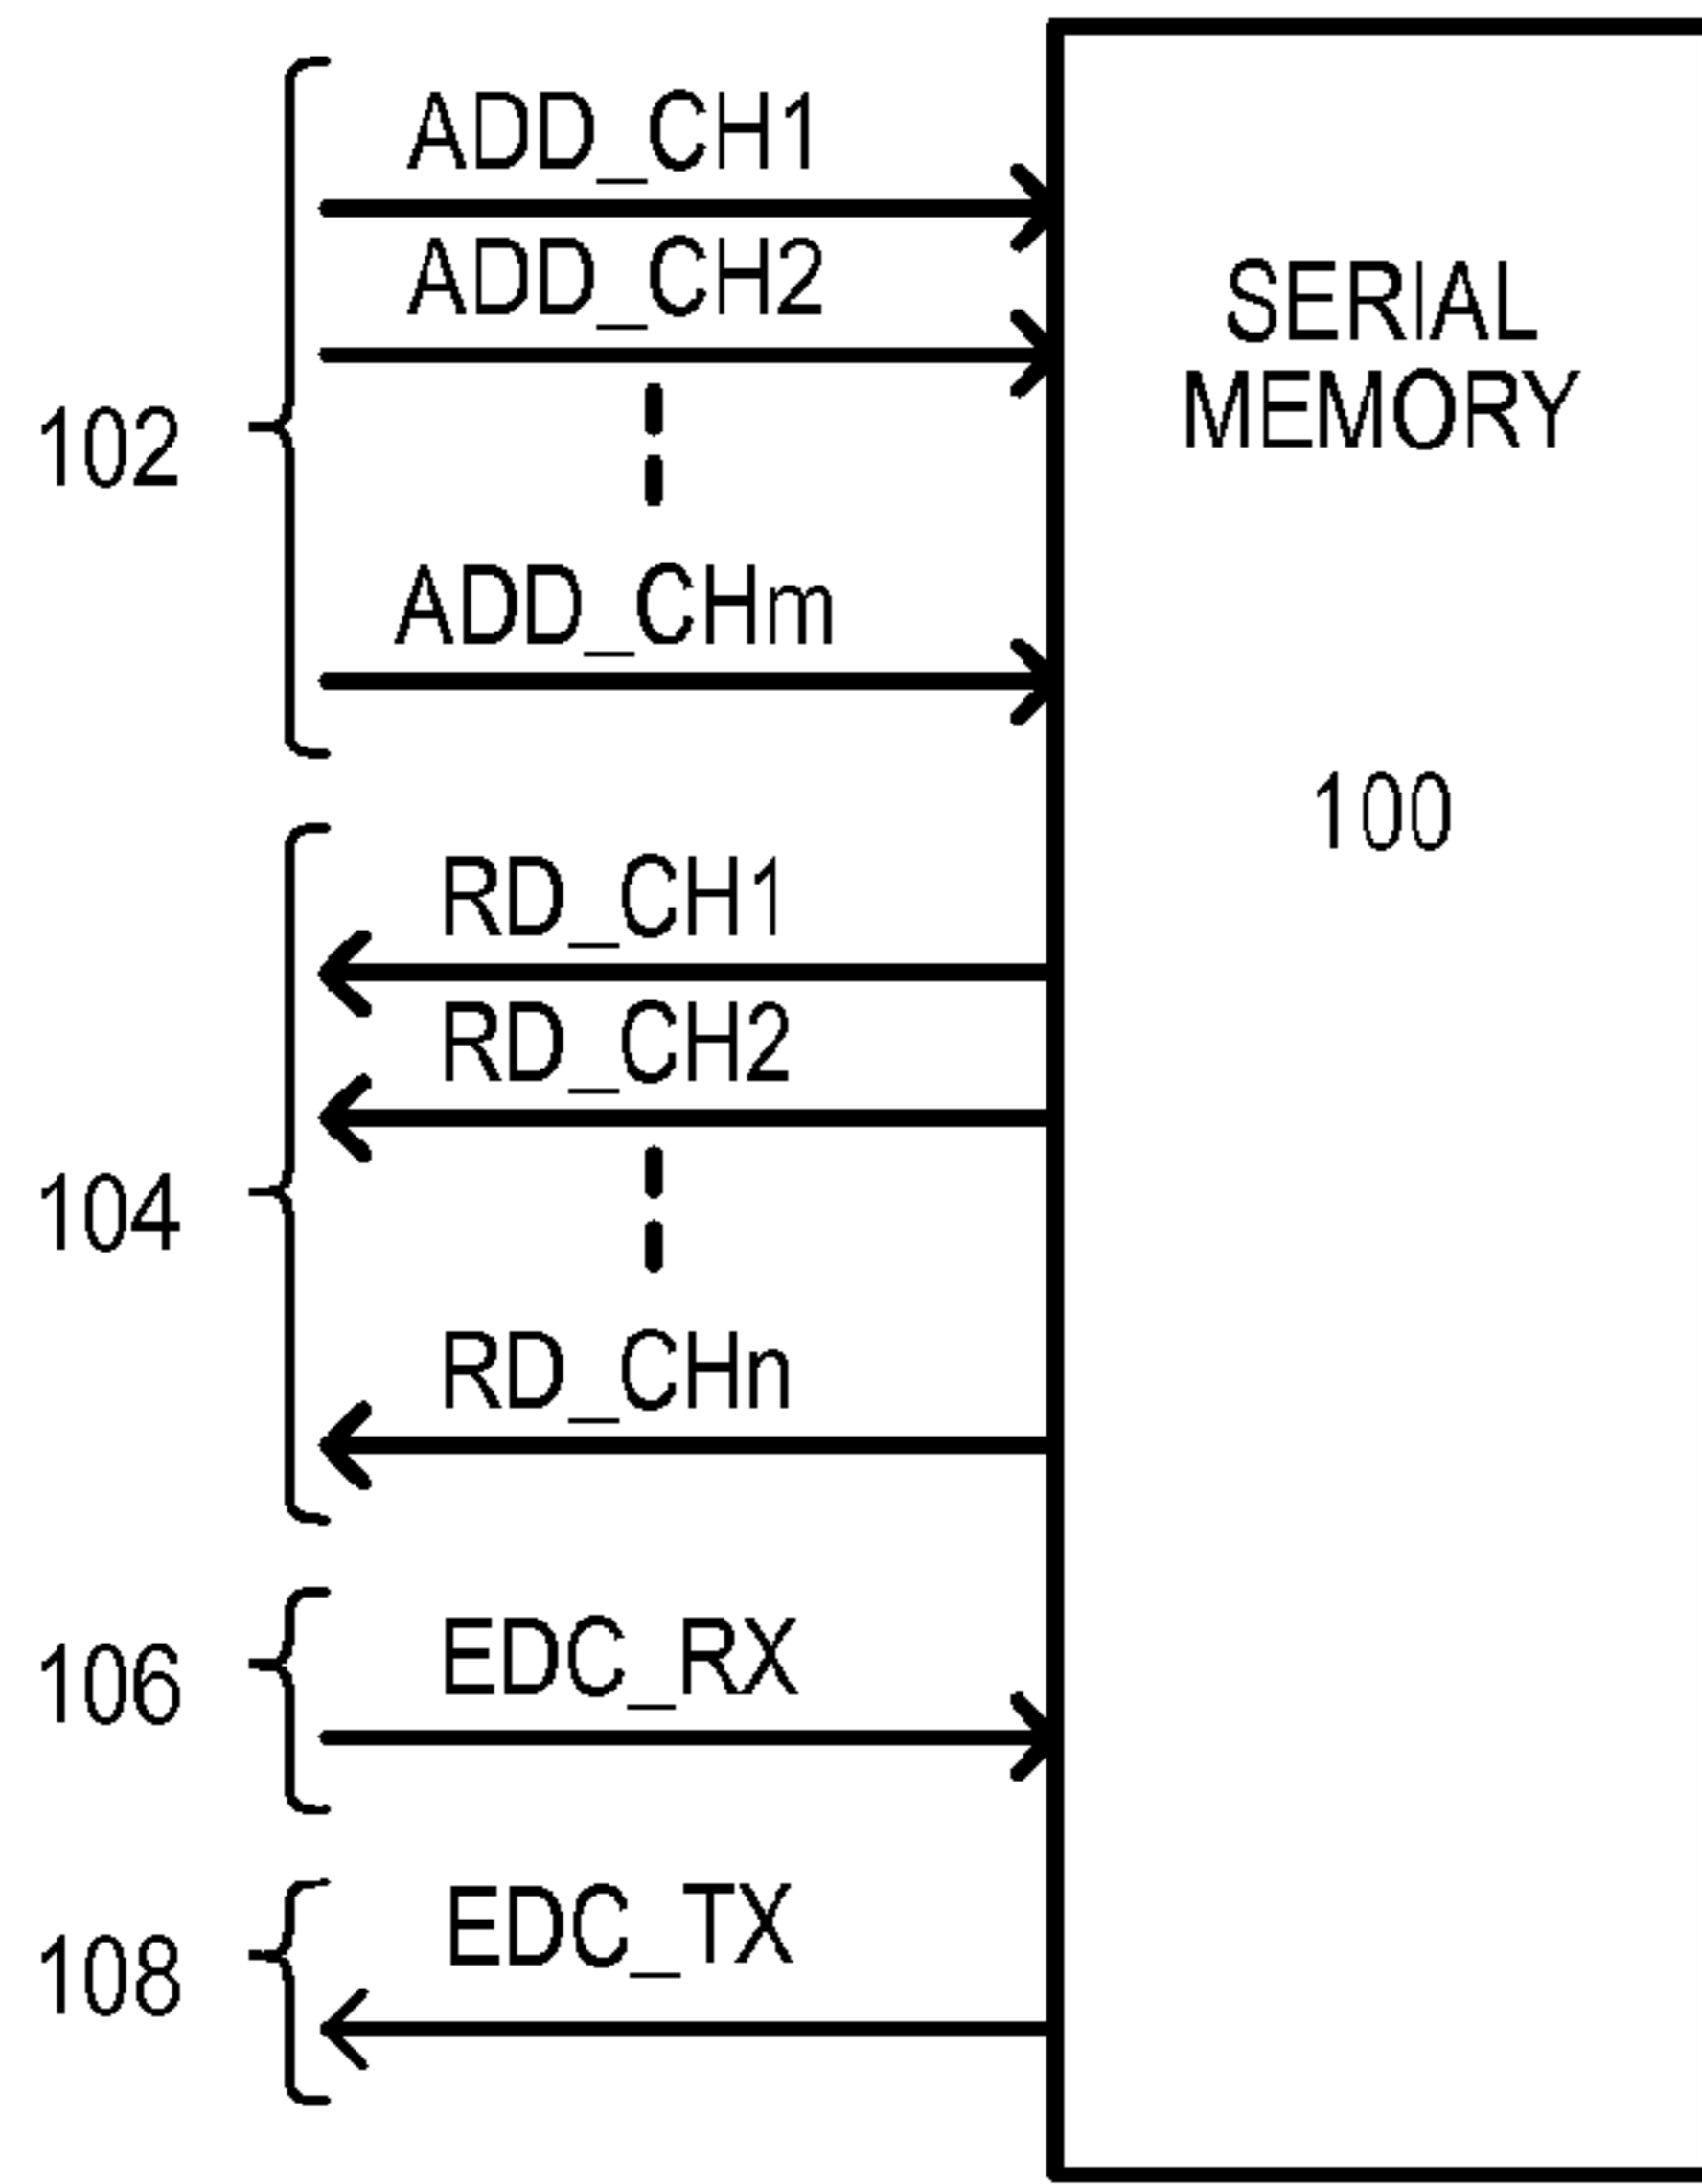 ADD_CH1
ADD_CH2
102
ADD_CHm
SERIAL
MEMORY
100
RD_CH1
RD_CH2
104
RD_CHn
106
EDC_RX
108
EDC_TX